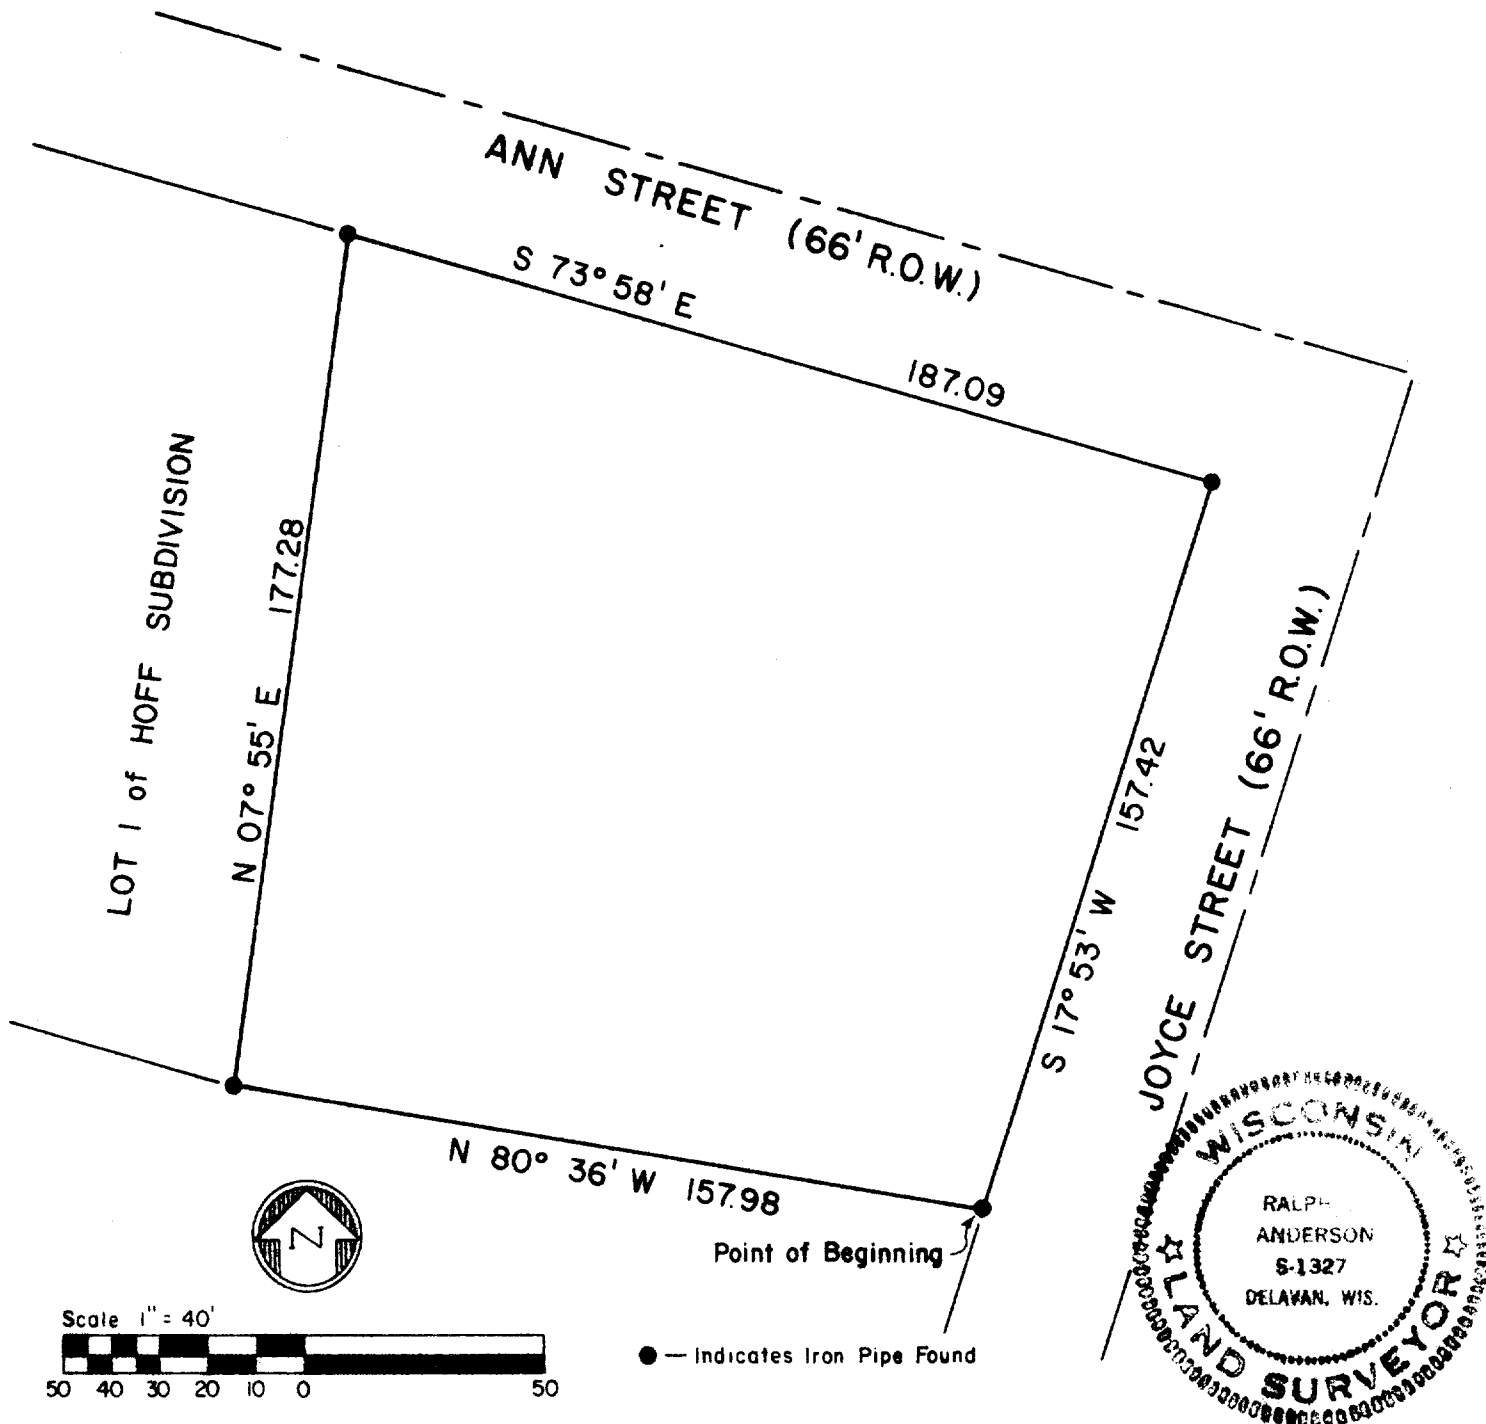 ANN STREET (66' R.O.W.)
S 73° 58' E
187.09
LOT 1 of HOFF SUBDIVISION
N 07° 55' E 177.28
S 17° 53' W 157.42
JOYCE STREET (66' R.O.W.)
N 80° 36' W 157.98
Point of Beginning
N
Scale 1" = 40'
50 40 30 20 10 0 50
● — Indicates Iron Pipe Found
WISCONSIN
RALPH
ANDERSON
S-1327
DELAVAN, WIS.
☆ LAND SURVEYOR ☆